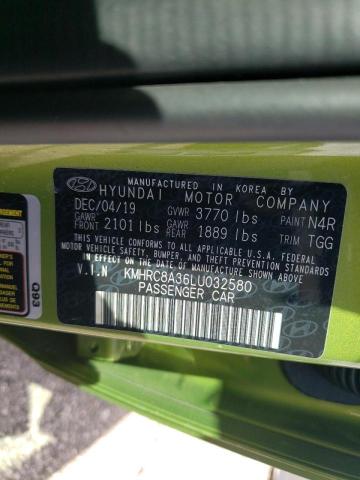 MANUFACTURED IN KOREA BY
HYUNDAI MOTOR COMPANY
DEC/04/19 GVWR 3770 lbs PAINT N4R
GAWR FRONT 2101 lbs GAWR REAR 1889 lbs TRIM TGG
THIS VEHICLE CONFORMS TO ALL APPLICABLE U.S.A. FEDERAL
MOTOR VEHICLE SAFETY, BUMPER, AND THEFT PREVENTION
STANDARDS IN EFFECT ON THE DATE OF MANUFACTURE SHOWN ABOVE.
V.I.N KMHRC8A36LU032580
PASSENGER CAR
Q93